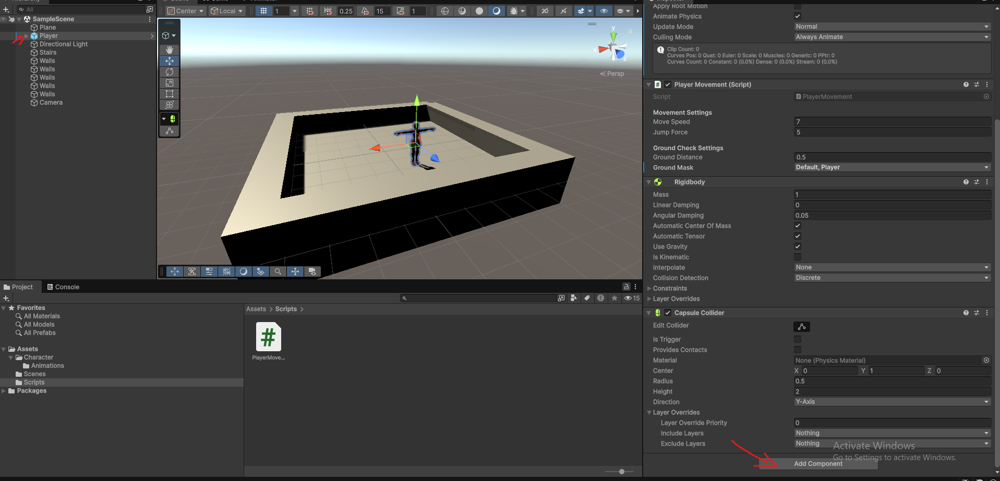 All
SampleScene
Plane
Player
Directional Light
Stairs
Walls
Walls
Walls
Walls
Walls
Camera
Center
Local
1
0.25
15
1
2D
y
x
z
Persp
Project
Console
15
Favorites
All Materials
All Models
All Prefabs
Assets
Character
Animations
Scenes
Scripts
Packages
Assets > Scripts >
#
PlayerMove...
Apply Root Motion
Animate Physics
Update Mode Normal
Culling Mode Always Animate
Clip Count: 0
Curves Pos: 0 Quat: 0 Euler: 0 Scale: 0 Muscles: 0 Generic: 0 PPtr: 0
Curves Count: 0 Constant: 0 (0.0%) Dense: 0 (0.0%) Stream: 0 (0.0%)
# Player Movement (Script)
Script PlayerMovement
Movement Settings
Move Speed 7
Jump Force 5
Ground Check Settings
Ground Distance 0.5
Ground Mask Default, Player
Rigidbody
Mass 1
Linear Damping 0
Angular Damping 0.05
Automatic Center Of Mass
Automatic Tensor
Use Gravity
Is Kinematic
Interpolate None
Collision Detection Discrete
Constraints
Layer Overrides
Capsule Collider
Edit Collider
Is Trigger
Provides Contacts
Material None (Physics Material)
Center X 0 Y 1 Z 0
Radius 0.5
Height 2
Direction Y-Axis
Layer Overrides
Layer Override Priority 0
Include Layers Nothing
Exclude Layers Nothing
Activate Windows
Go to Settings to activate Windows.
Add Component